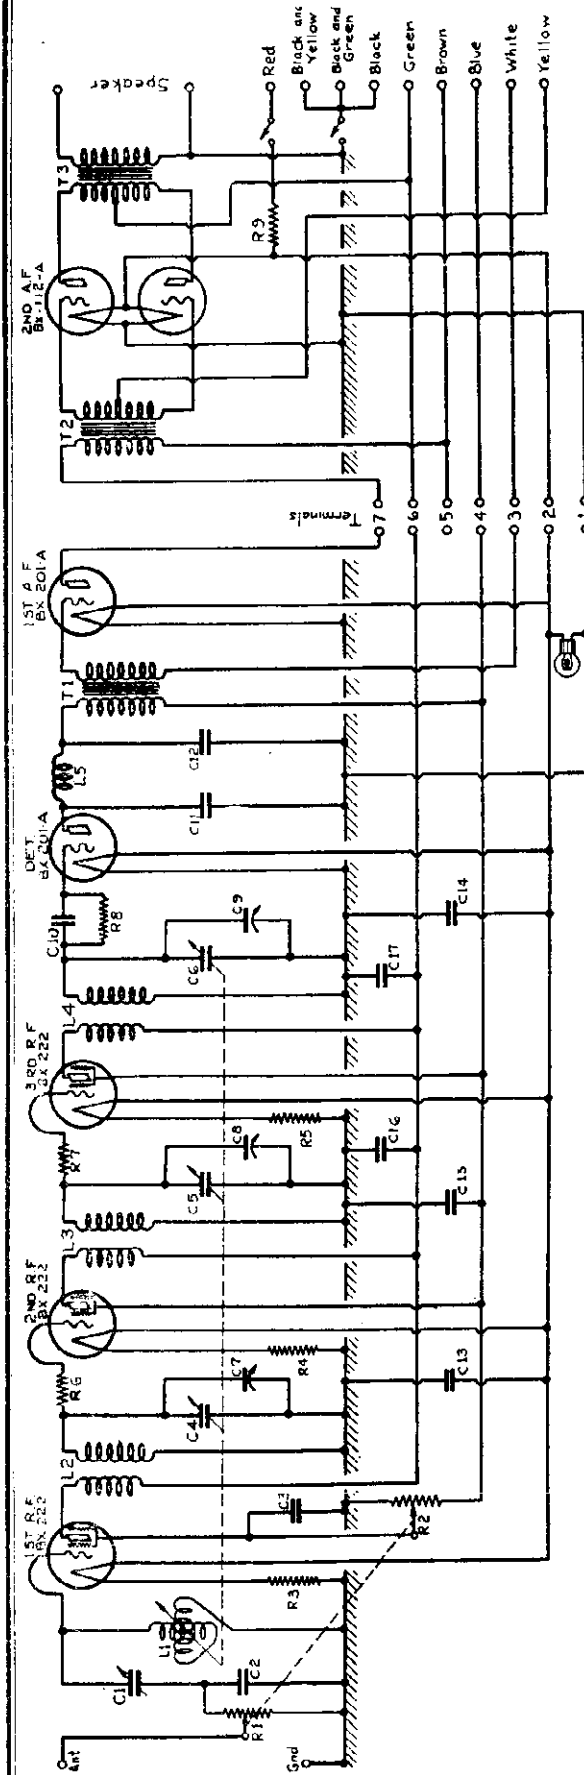 Ant
Gnd
R1
C1
C2
L1
R3
1ST R.F
BX 222
C3
R2
L2
C4
C7
R6
R4
C13
2ND R.F
BX 222
L3
C5
C8
R7
R5
C15
C16
3RD R.F
BX 222
L4
C17
C6
C9
C10
R8
C14
DET.
BX 201-A
C11
L5
C12
T1
1ST A F
BX 201-A
Terminals
7
6
5
4
3
2
1
T2
2ND A.F
BX-112-A
T3
R9
Speaker
Red
Black and
Yellow
Black and
Green
Black
Green
Brown
Blue
White
Yellow